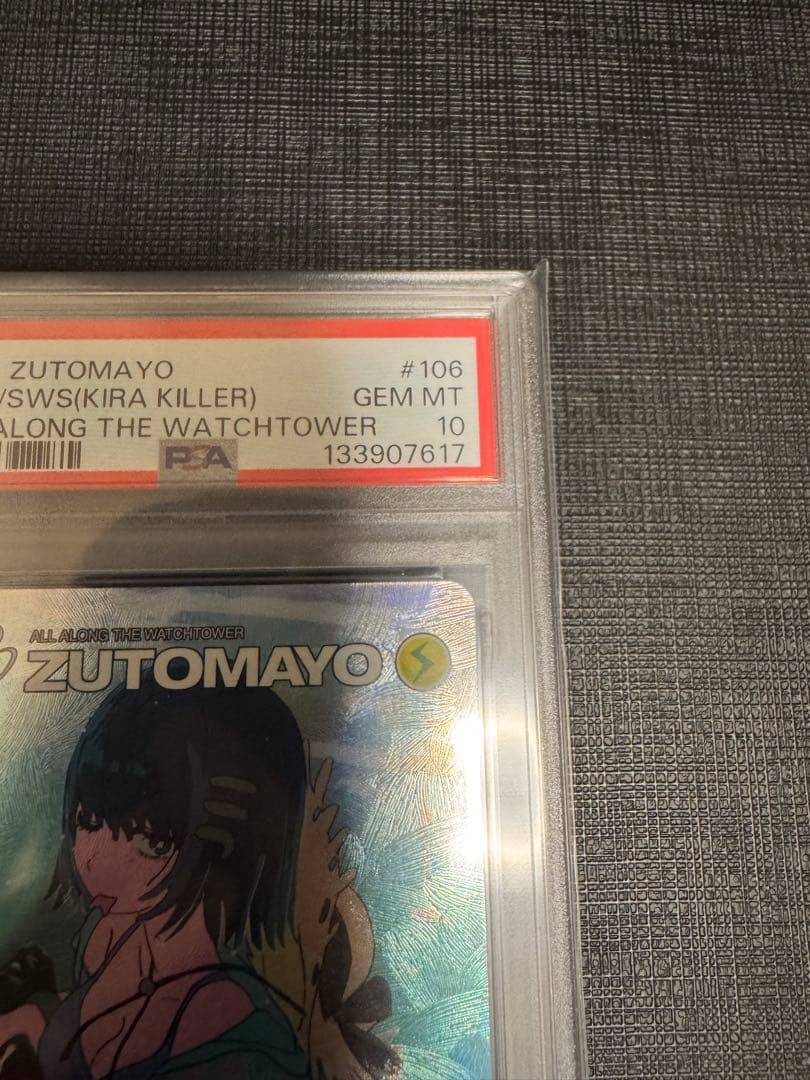 ZUTOMAYO #106
/SWS(KIRA KILLER) GEM MT
ALONG THE WATCHTOWER 10
PSA 133907617
ALL ALONG THE WATCHTOWER
ZUTOMAYO